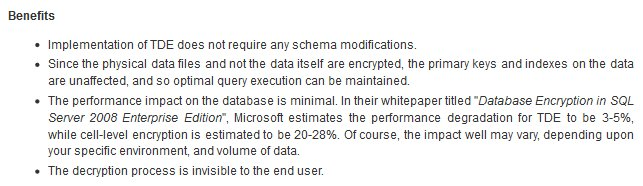 Benefits
Implementation of TDE does not require any schema modifications.
Since the physical data files and not the data itself are encrypted, the primary keys and indexes on the data
are unaffected, and so optimal query execution can be maintained.
The performance impact on the database is minimal. In their whitepaper titled "Database Encryption in SQL
Server 2008 Enterprise Edition", Microsoft estimates the performance degradation for TDE to be 3-5%,
while cell-level encryption is estimated to be 20-28%. Of course, the impact well may vary, depending upon
your specific environment, and volume of data.
The decryption process is invisible to the end user.